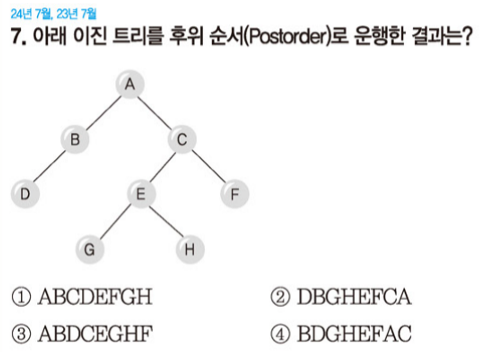 24년 7월, 23년 7월
7. 아래 이진 트리를 후위 순서(Postorder)로 운행한 결과는?
A
B C
D E F
G H
① ABCDEFGH ② DBGHEFCA
③ ABDCEGHF ④ BDGHEFAC